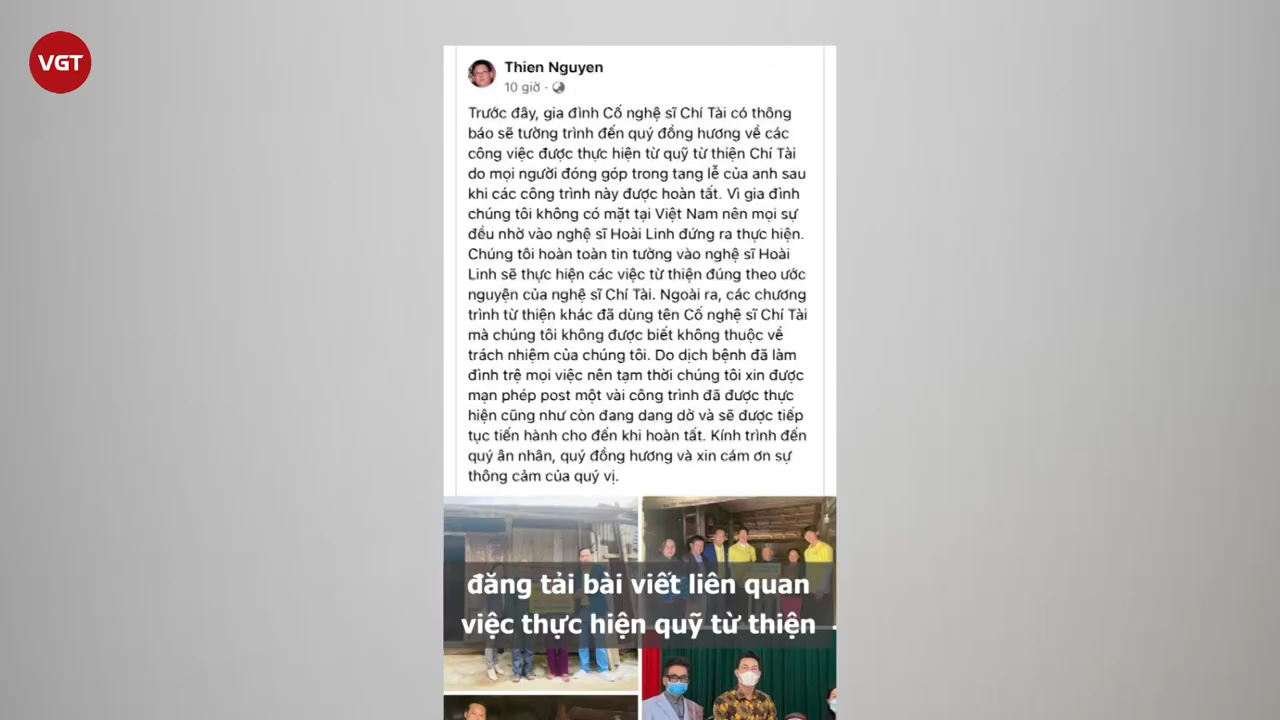 VGT
Thien Nguyen
10 giờ ·
Trước đây, gia đình Cố nghệ sĩ Chí Tài có thông
báo sẽ tường trình đến quý đồng hương về các
công việc được thực hiện từ quỹ từ thiện Chí Tài
do mọi người đóng góp trong tang lễ của anh sau
khi các công trình này được hoàn tất. Vì gia đình
chúng tôi không có mặt tại Việt Nam nên mọi sự
đều nhờ vào nghệ sĩ Hoài Linh đứng ra thực hiện.
Chúng tôi hoàn toàn tin tưởng vào nghệ sĩ Hoài
Linh sẽ thực hiện các việc từ thiện đúng theo ước
nguyện của nghệ sĩ Chí Tài. Ngoài ra, các chương
trình từ thiện khác đã dùng tên Cố nghệ sĩ Chí Tài
mà chúng tôi không được biết không thuộc về
trách nhiệm của chúng tôi. Do dịch bệnh đã làm
đình trệ mọi việc nên tạm thời chúng tôi xin được
mạn phép post một vài công trình đã được thực
hiện cũng như còn đang dang dở và sẽ được tiếp
tục tiến hành cho đến khi hoàn tất. Kính trình đến
quý ân nhân, quý đồng hương và xin cám ơn sự
thông cảm của quý vị.
đăng tải bài viết liên quan
việc thực hiện quỹ từ thiện